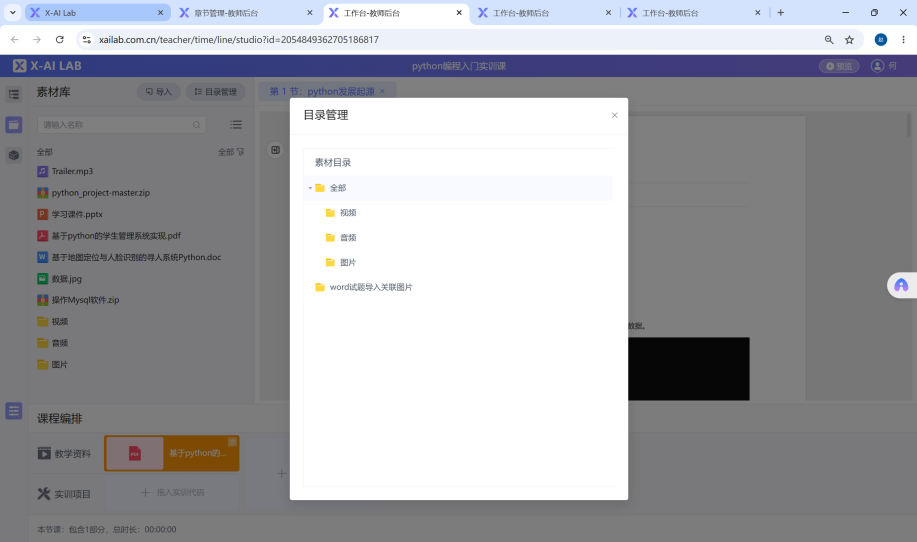 X-AI Lab
章节管理-教师后台
工作台-教师后台
工作台-教师后台
工作台-教师后台
xailab.com.cn/teacher/time/line/studio?id=2054849362705186817
X-AI LAB
python编程入门实训课
预览
何
素材库
导入
目录管理
第 1 节：python发展起源
请输入名称
全部
全部
Trailer.mp3
python_project-master.zip
学习课件.pptx
基于python的学生管理系统实现.pdf
基于地图定位与人脸识别的寻人系统Python.doc
数据.jpg
操作Mysql软件.zip
视频
音频
图片
目录管理
素材目录
全部
视频
音频
图片
word试题导入关联图片
数据。
课程编排
教学资料
基于python的...
实训项目
拖入实训代码
本节课：包含1部分，总时长：00:00:00